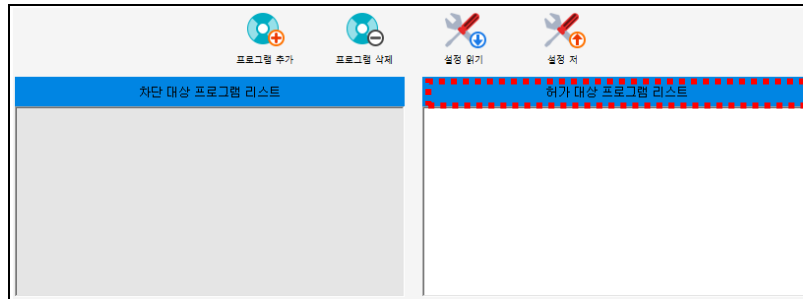 프로그램 추가
프로그램 삭제
설정 읽기
설정 저
차단 대상 프로그램 리스트
허가 대상 프로그램 리스트